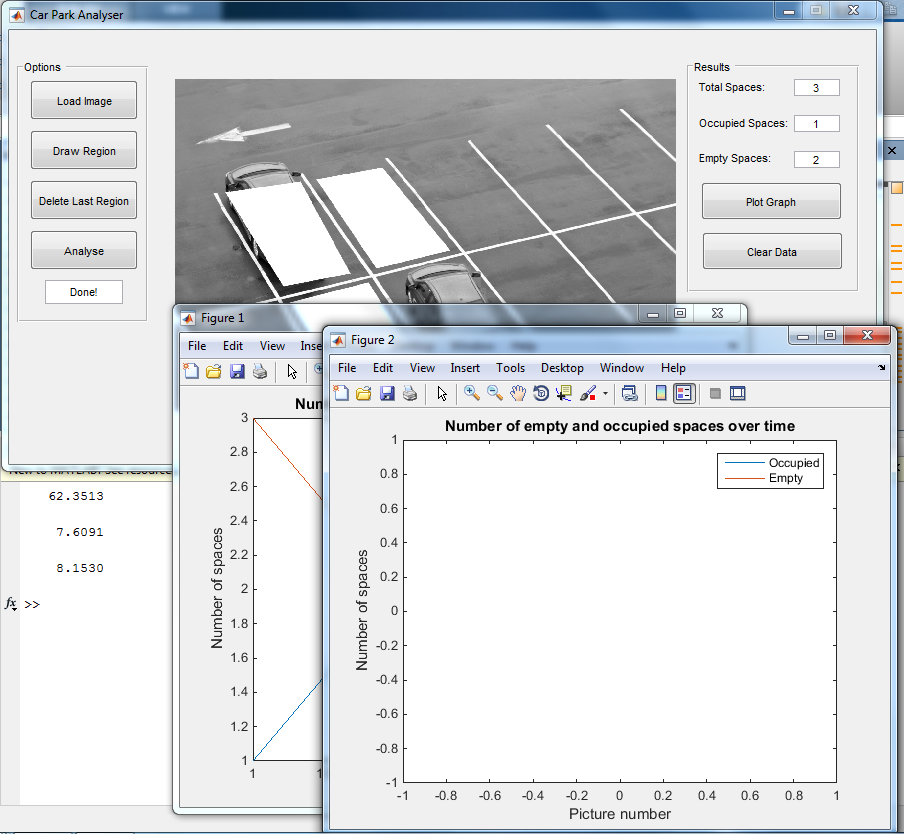 Car Park Analyser
Options
Load Image
Draw Region
Delete Last Region
Analyse
Done!
Results
Total Spaces: 3
Occupied Spaces: 1
Empty Spaces: 2
Plot Graph
Clear Data
62.3513
7.6091
8.1530
fx >>
Figure 1
File Edit View Inse
Nun
3
2.8
2.6
2.4
2.2
2
1.8
1.6
1.4
1.2
1
1
Number of spaces
Figure 2
File Edit View Insert Tools Desktop Window Help
Number of empty and occupied spaces over time
Occupied
Empty
1
0.8
0.6
0.4
0.2
0
-0.2
-0.4
-0.6
-0.8
-1
-1 -0.8 -0.6 -0.4 -0.2 0 0.2 0.4 0.6 0.8 1
Number of spaces
Picture number